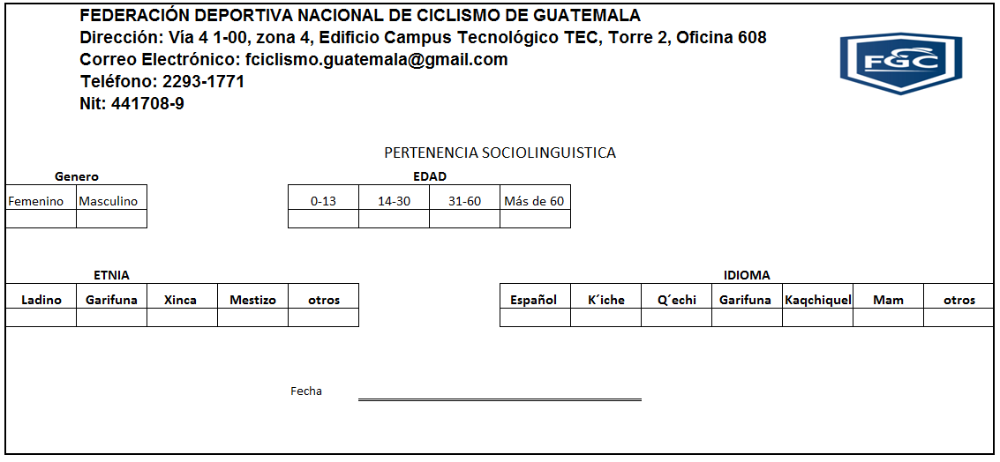 FEDERACIÓN DEPORTIVA NACIONAL DE CICLISMO DE GUATEMALA
Dirección: Vía 4 1-00, zona 4, Edificio Campus Tecnológico TEC, Torre 2, Oficina 608
Correo Electrónico: fciclismo.guatemala@gmail.com
Teléfono: 2293-1771
Nit: 441708-9
FGC
PERTENENCIA SOCIOLINGUISTICA
Genero EDAD
Femenino Masculino 0-13 14-30 31-60 Más de 60
ETNIA IDIOMA
Ladino Garifuna Xinca Mestizo otros Español K´iche Q´echi Garifuna Kaqchiquel Mam otros
Fecha